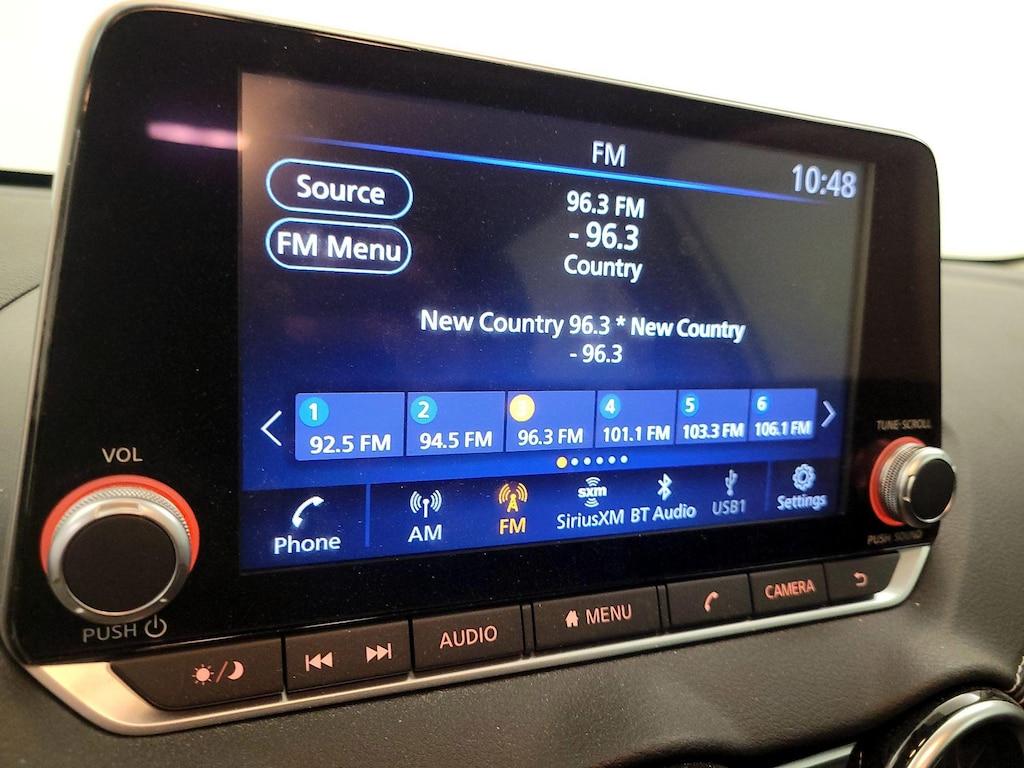 FM
10:48
Source
FM Menu
96.3 FM
- 96.3
Country
New Country 96.3 * New Country
- 96.3
1
2
4
5
6
92.5 FM
94.5 FM
96.3 FM
101.1 FM
103.3 FM
106.1 FM
Phone
AM
FM
sxm
SiriusXM
BT Audio
USB1
Settings
VOL
PUSH
TUNE·SCROLL
PUSH SOUND
AUDIO
MENU
CAMERA